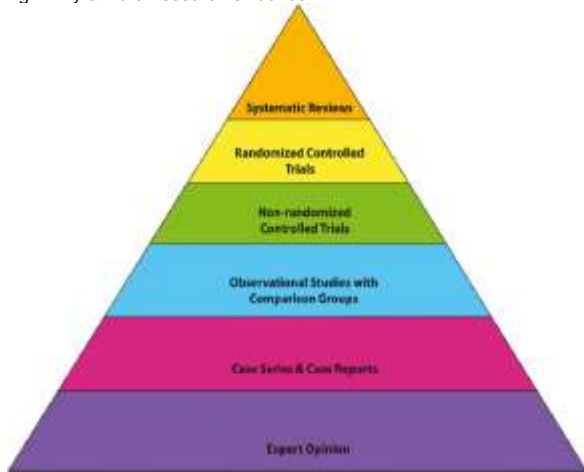 Systematic Reviews
Randomized Controlled
Trials
Non-randomized
Controlled Trials
Observational Studies with
Comparison Groups
Case Series & Case Reports
Expert Opinion